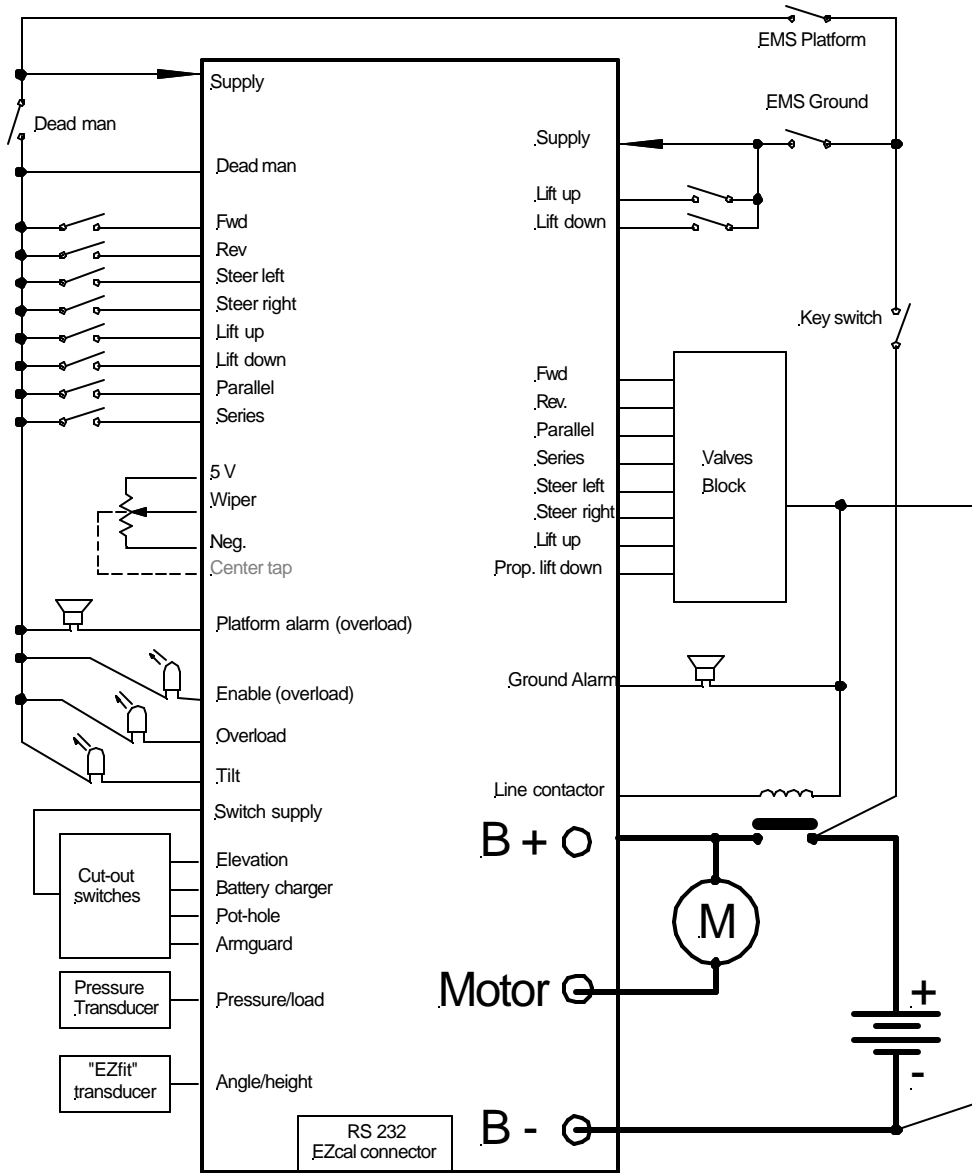 EMS Platform
Supply
EMS Ground
Dead man
Supply
Dead man
Lift up
Lift down
Fwd
Rev
Steer left
Steer right
Lift up
Lift down
Parallel
Series
Key switch
Fwd
Rev.
Parallel
Series
Steer left
Steer right
Lift up
Prop. lift down
Valves
Block
5 V
Wiper
Neg.
Center tap
Platform alarm (overload)
Ground Alarm
Enable (overload)
Overload
Tilt
Line contactor
Switch supply
B +
Cut-out
switches
Elevation
Battery charger
Pot-hole
Armguard
M
Motor
Pressure
Transducer
Pressure/load
+
-
"EZfit"
transducer
Angle/height
RS 232
EZcal connector
B -